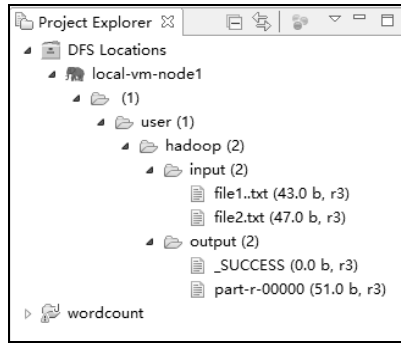 Project Explorer
DFS Locations
local-vm-node1
(1)
user (1)
hadoop (2)
input (2)
file1..txt (43.0 b, r3)
file2.txt (47.0 b, r3)
output (2)
_SUCCESS (0.0 b, r3)
part-r-00000 (51.0 b, r3)
wordcount